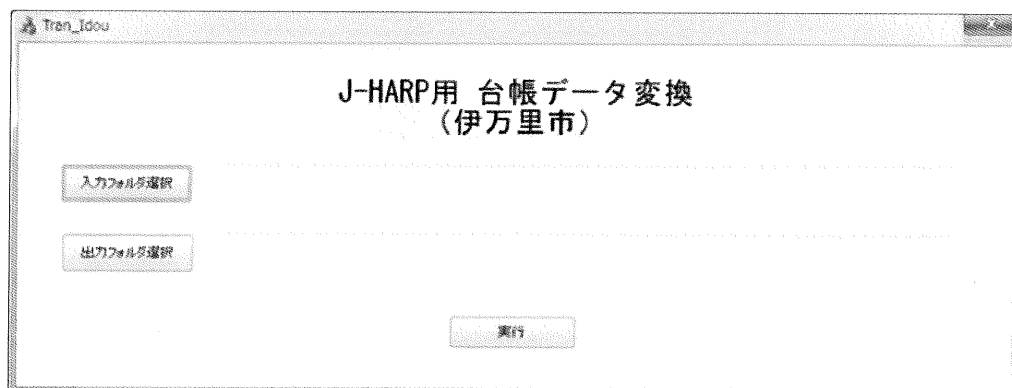 Tran_Idou
J-HARP用 台帳データ変換
(伊万里市)
入力フォルダ選択
出力フォルダ選択
実行